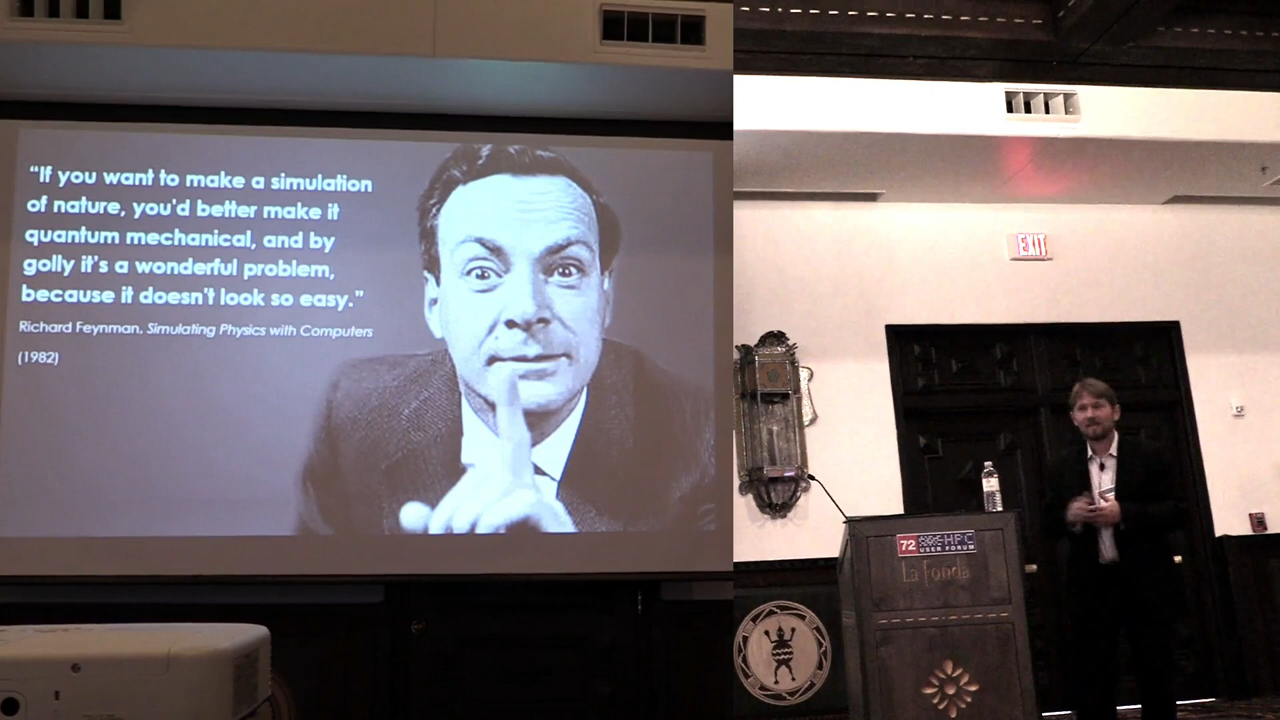 “If you want to make a simulation
of nature, you'd better make it
quantum mechanical, and by
golly it's a wonderful problem,
because it doesn't look so easy.”
Richard Feynman, Simulating Physics with Computers
(1982)
EXIT
72 HPC
USER FORUM
La Fonda